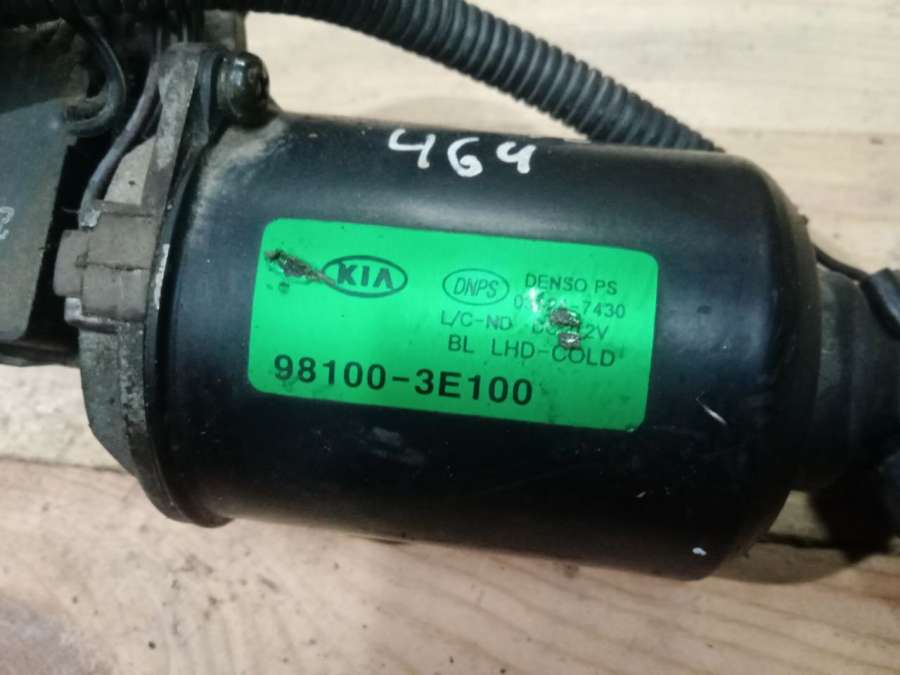 464
KIA
DNPS
DENSO PS
7430
L/C-ND
BL LHD-COLD
98100-3E100